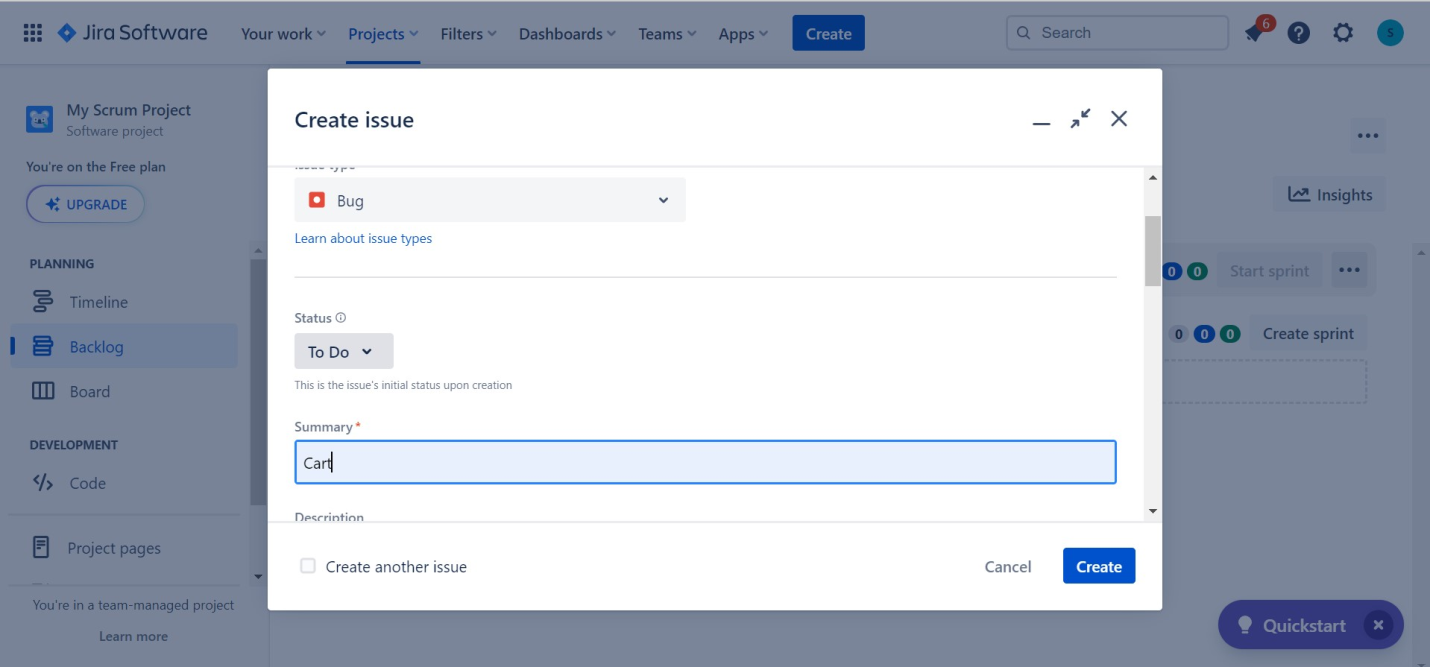 Jira Software Your work Projects Filters Dashboards Teams Apps Create Search 6 S
My Scrum Project
Software project
You're on the Free plan
UPGRADE
PLANNING
Timeline
Backlog
Board
DEVELOPMENT
Code
Project pages
You're in a team-managed project
Learn more
Create issue
Issue type
Bug
Learn about issue types
Status
To Do
This is the issue's initial status upon creation
Summary *
Cart
Description
Create another issue Cancel Create
Insights
0 0 Start sprint
0 0 0 Create sprint
Quickstart